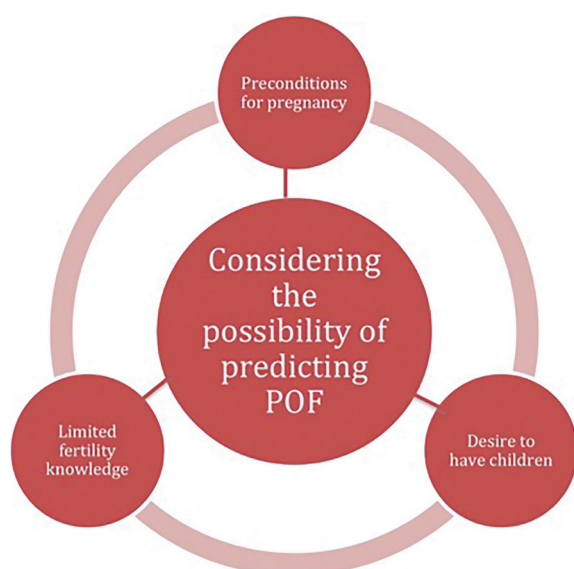 Preconditions
for pregnancy
Considering
the
possibility of
predicting
POF
Limited
fertility
knowledge
Desire to
have children